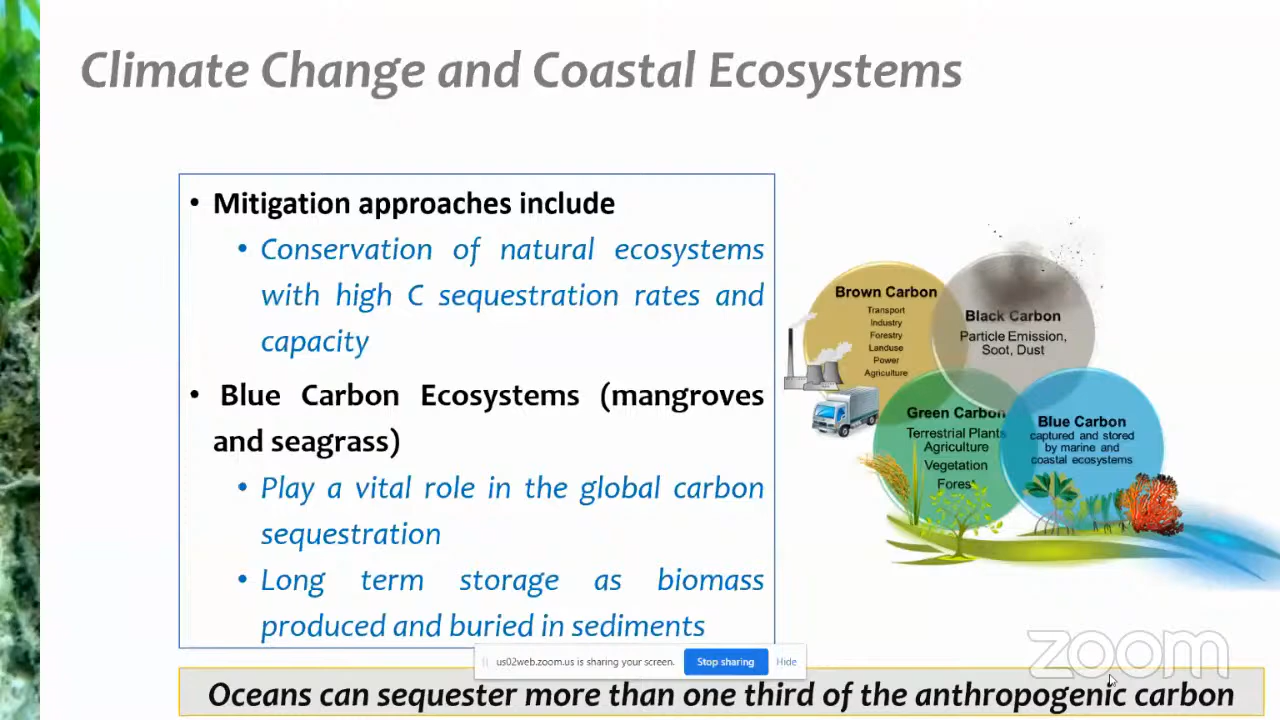 Climate Change and Coastal Ecosystems
• Mitigation approaches include
• Conservation of natural ecosystems
with high C sequestration rates and
capacity
• Blue Carbon Ecosystems (mangroves
and seagrass)
• Play a vital role in the global carbon
sequestration
• Long term storage as biomass
produced and buried in sediments
Brown Carbon
Transport
Industry
Forestry
Landuse
Power
Agriculture
Black Carbon
Particle Emission,
Soot, Dust
Green Carbon
Terrestrial Plants
Agriculture
Vegetation
Forest
Blue Carbon
captured and stored
by marine and
coastal ecosystems
zoom
us02web.zoom.us is sharing your screen.
Stop sharing
Hide
Oceans can sequester more than one third of the anthropogenic carbon